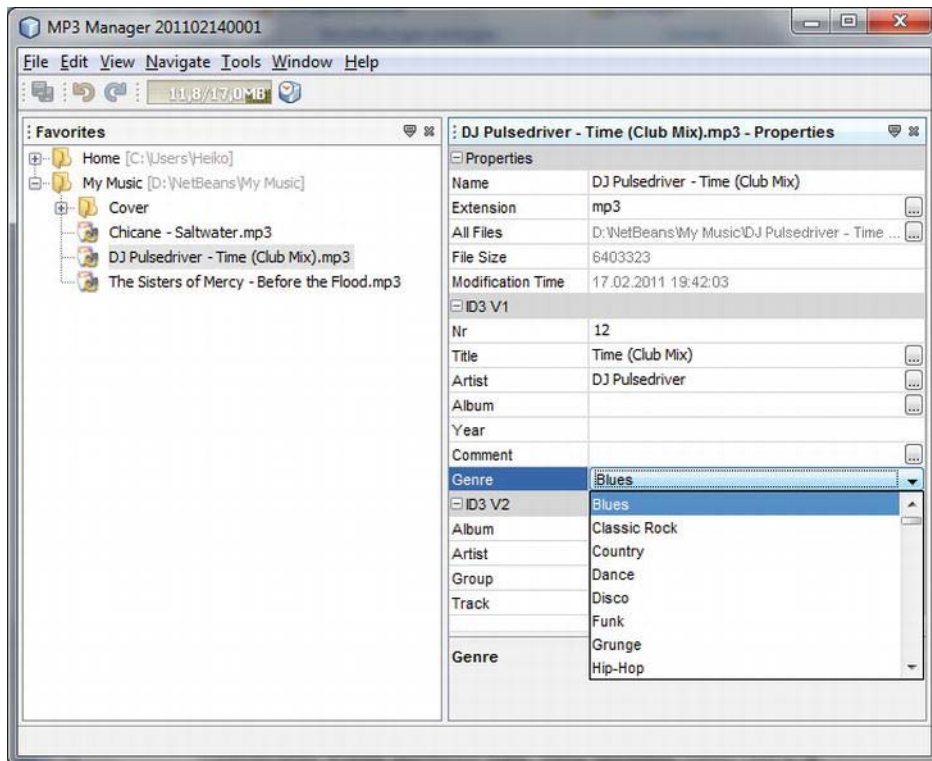 MP3 Manager 201102140001
File Edit View Navigate Tools Window Help
11,8/17,0MB
Favorites
Home [C:\Users\Heiko]
My Music [D:\NetBeans\My Music]
Cover
Chicane - Saltwater.mp3
DJ Pulsedriver - Time (Club Mix).mp3
The Sisters of Mercy - Before the Flood.mp3
DJ Pulsedriver - Time (Club Mix).mp3 - Properties
Properties
Name DJ Pulsedriver - Time (Club Mix)
Extension mp3 ...
All Files D:\NetBeans\My Music\DJ Pulsedriver - Time ... ...
File Size 6403323
Modification Time 17.02.2011 19:42:03
ID3 V1
Nr 12
Title Time (Club Mix) ...
Artist DJ Pulsedriver ...
Album ...
Year
Comment ...
Genre Blues
ID3 V2
Album
Artist
Group
Track
Blues
Classic Rock
Country
Dance
Disco
Funk
Grunge
Hip-Hop
Genre